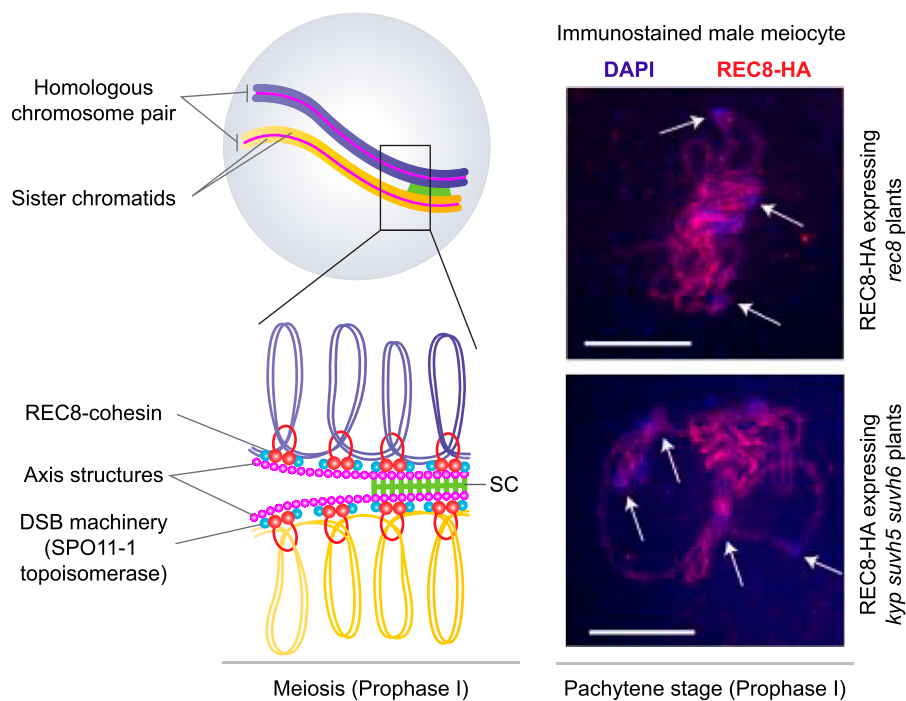 Homologous
chromosome pair
Sister chromatids
REC8-cohesin
Axis structures
DSB machinery
(SPO11-1
topoisomerase)
SC
Meiosis (Prophase I)
Immunostained male meiocyte
DAPI REC8-HA
REC8-HA expressing
rec8 plants
REC8-HA expressing
kyp suvh5 suvh6 plants
Pachytene stage (Prophase I)